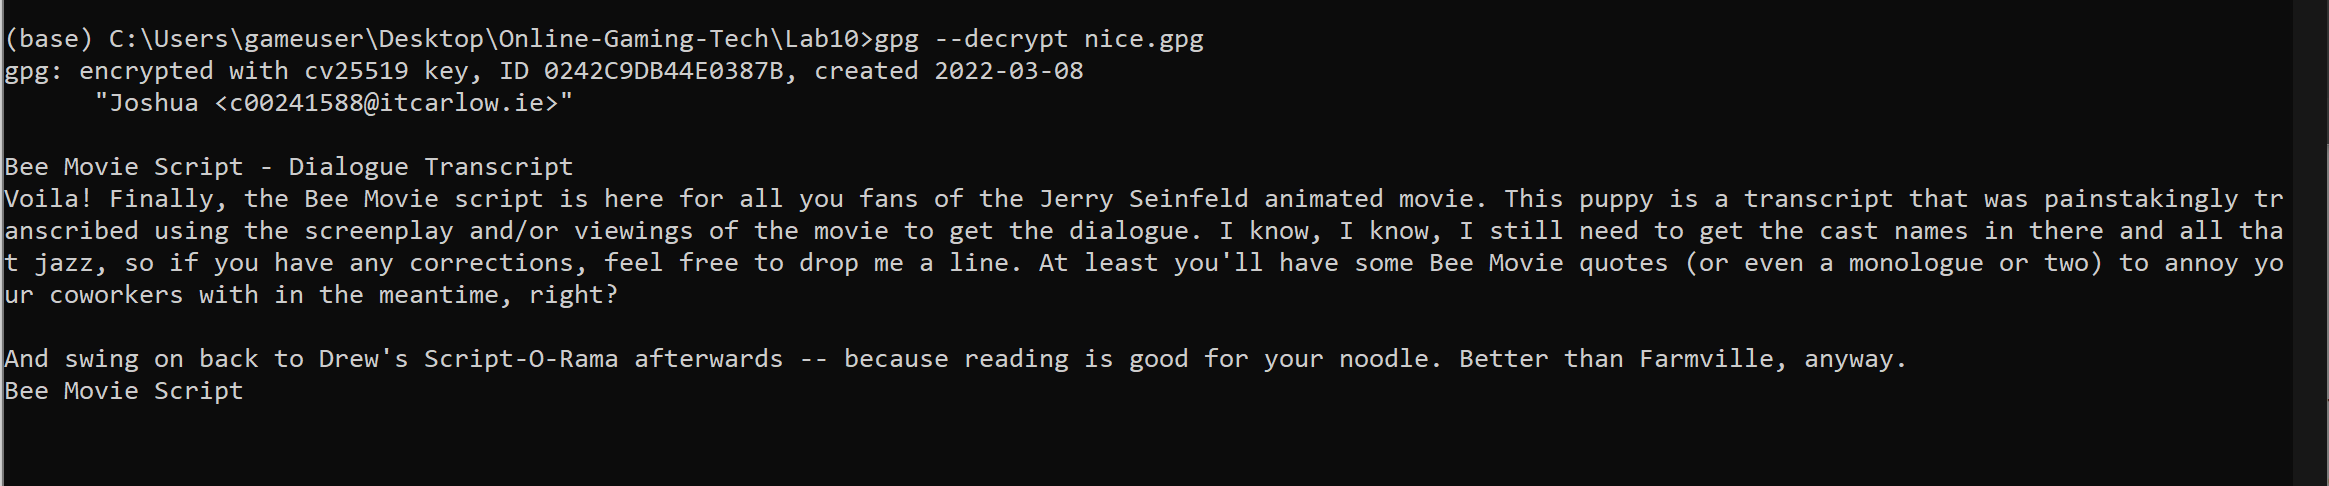 (base) C:\Users\gameuser\Desktop\Online-Gaming-Tech\Lab10>gpg --decrypt nice.gpg
gpg: encrypted with cv25519 key, ID 0242C9DB44E0387B, created 2022-03-08
"Joshua <c00241588@itcarlow.ie>"
Bee Movie Script - Dialogue Transcript
Voila! Finally, the Bee Movie script is here for all you fans of the Jerry Seinfeld animated movie. This puppy is a transcript that was painstakingly tr
anscribed using the screenplay and/or viewings of the movie to get the dialogue. I know, I know, I still need to get the cast names in there and all tha
t jazz, so if you have any corrections, feel free to drop me a line. At least you'll have some Bee Movie quotes (or even a monologue or two) to annoy yo
ur coworkers with in the meantime, right?
And swing on back to Drew's Script-O-Rama afterwards -- because reading is good for your noodle. Better than Farmville, anyway.
Bee Movie Script